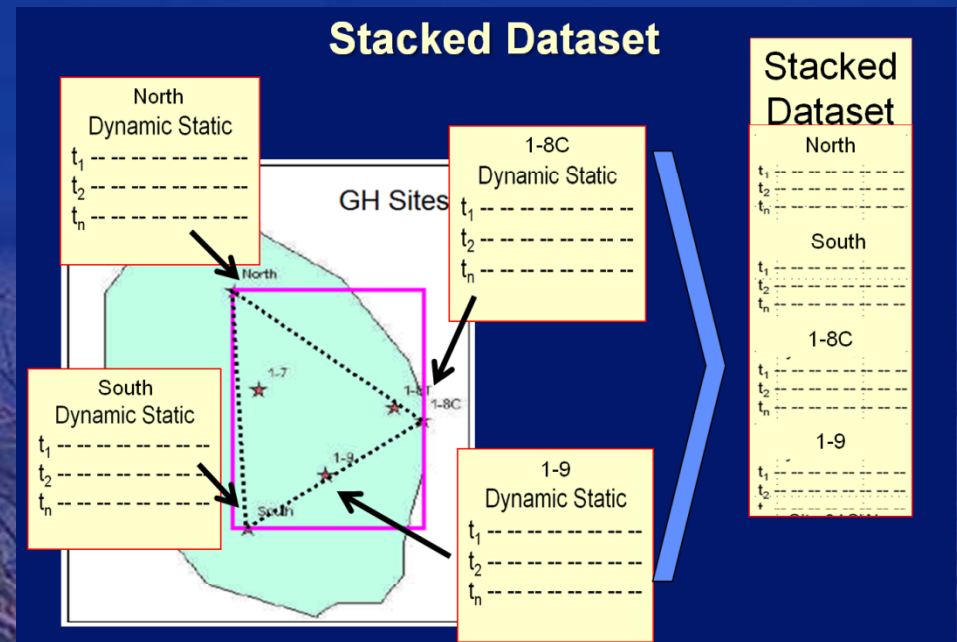 Stacked Dataset
North
Dynamic Static
t₁ -- -- -- -- -- -- -- --
t₂ -- -- -- -- -- -- -- --
tₙ -- -- -- -- -- -- -- --
1-8C
Dynamic Static
t₁ -- -- -- -- -- -- -- --
t₂ -- -- -- -- -- -- -- --
tₙ -- -- -- -- -- -- -- --
GH Sites
North
1-7
1-8T
1-8C
1-9
South
South
Dynamic Static
t₁ -- -- -- -- -- -- -- --
t₂ -- -- -- -- -- -- -- --
tₙ -- -- -- -- -- -- -- --
1-9
Dynamic Static
t₁ -- -- -- -- -- -- -- --
t₂ -- -- -- -- -- -- -- --
tₙ -- -- -- -- -- -- -- --
Stacked
Dataset
North
t₁ -- -- -- -- -- -- -- --
t₂ -- -- -- -- -- -- -- --
tₙ -- -- -- -- -- -- -- --
South
t₁ -- -- -- -- -- -- -- --
t₂ -- -- -- -- -- -- -- --
tₙ -- -- -- -- -- -- -- --
1-8C
t₁ -- -- -- -- -- -- -- --
t₂ -- -- -- -- -- -- -- --
tₙ -- -- -- -- -- -- -- --
1-9
t₁ -- -- -- -- -- -- -- --
t₂ -- -- -- -- -- -- -- --